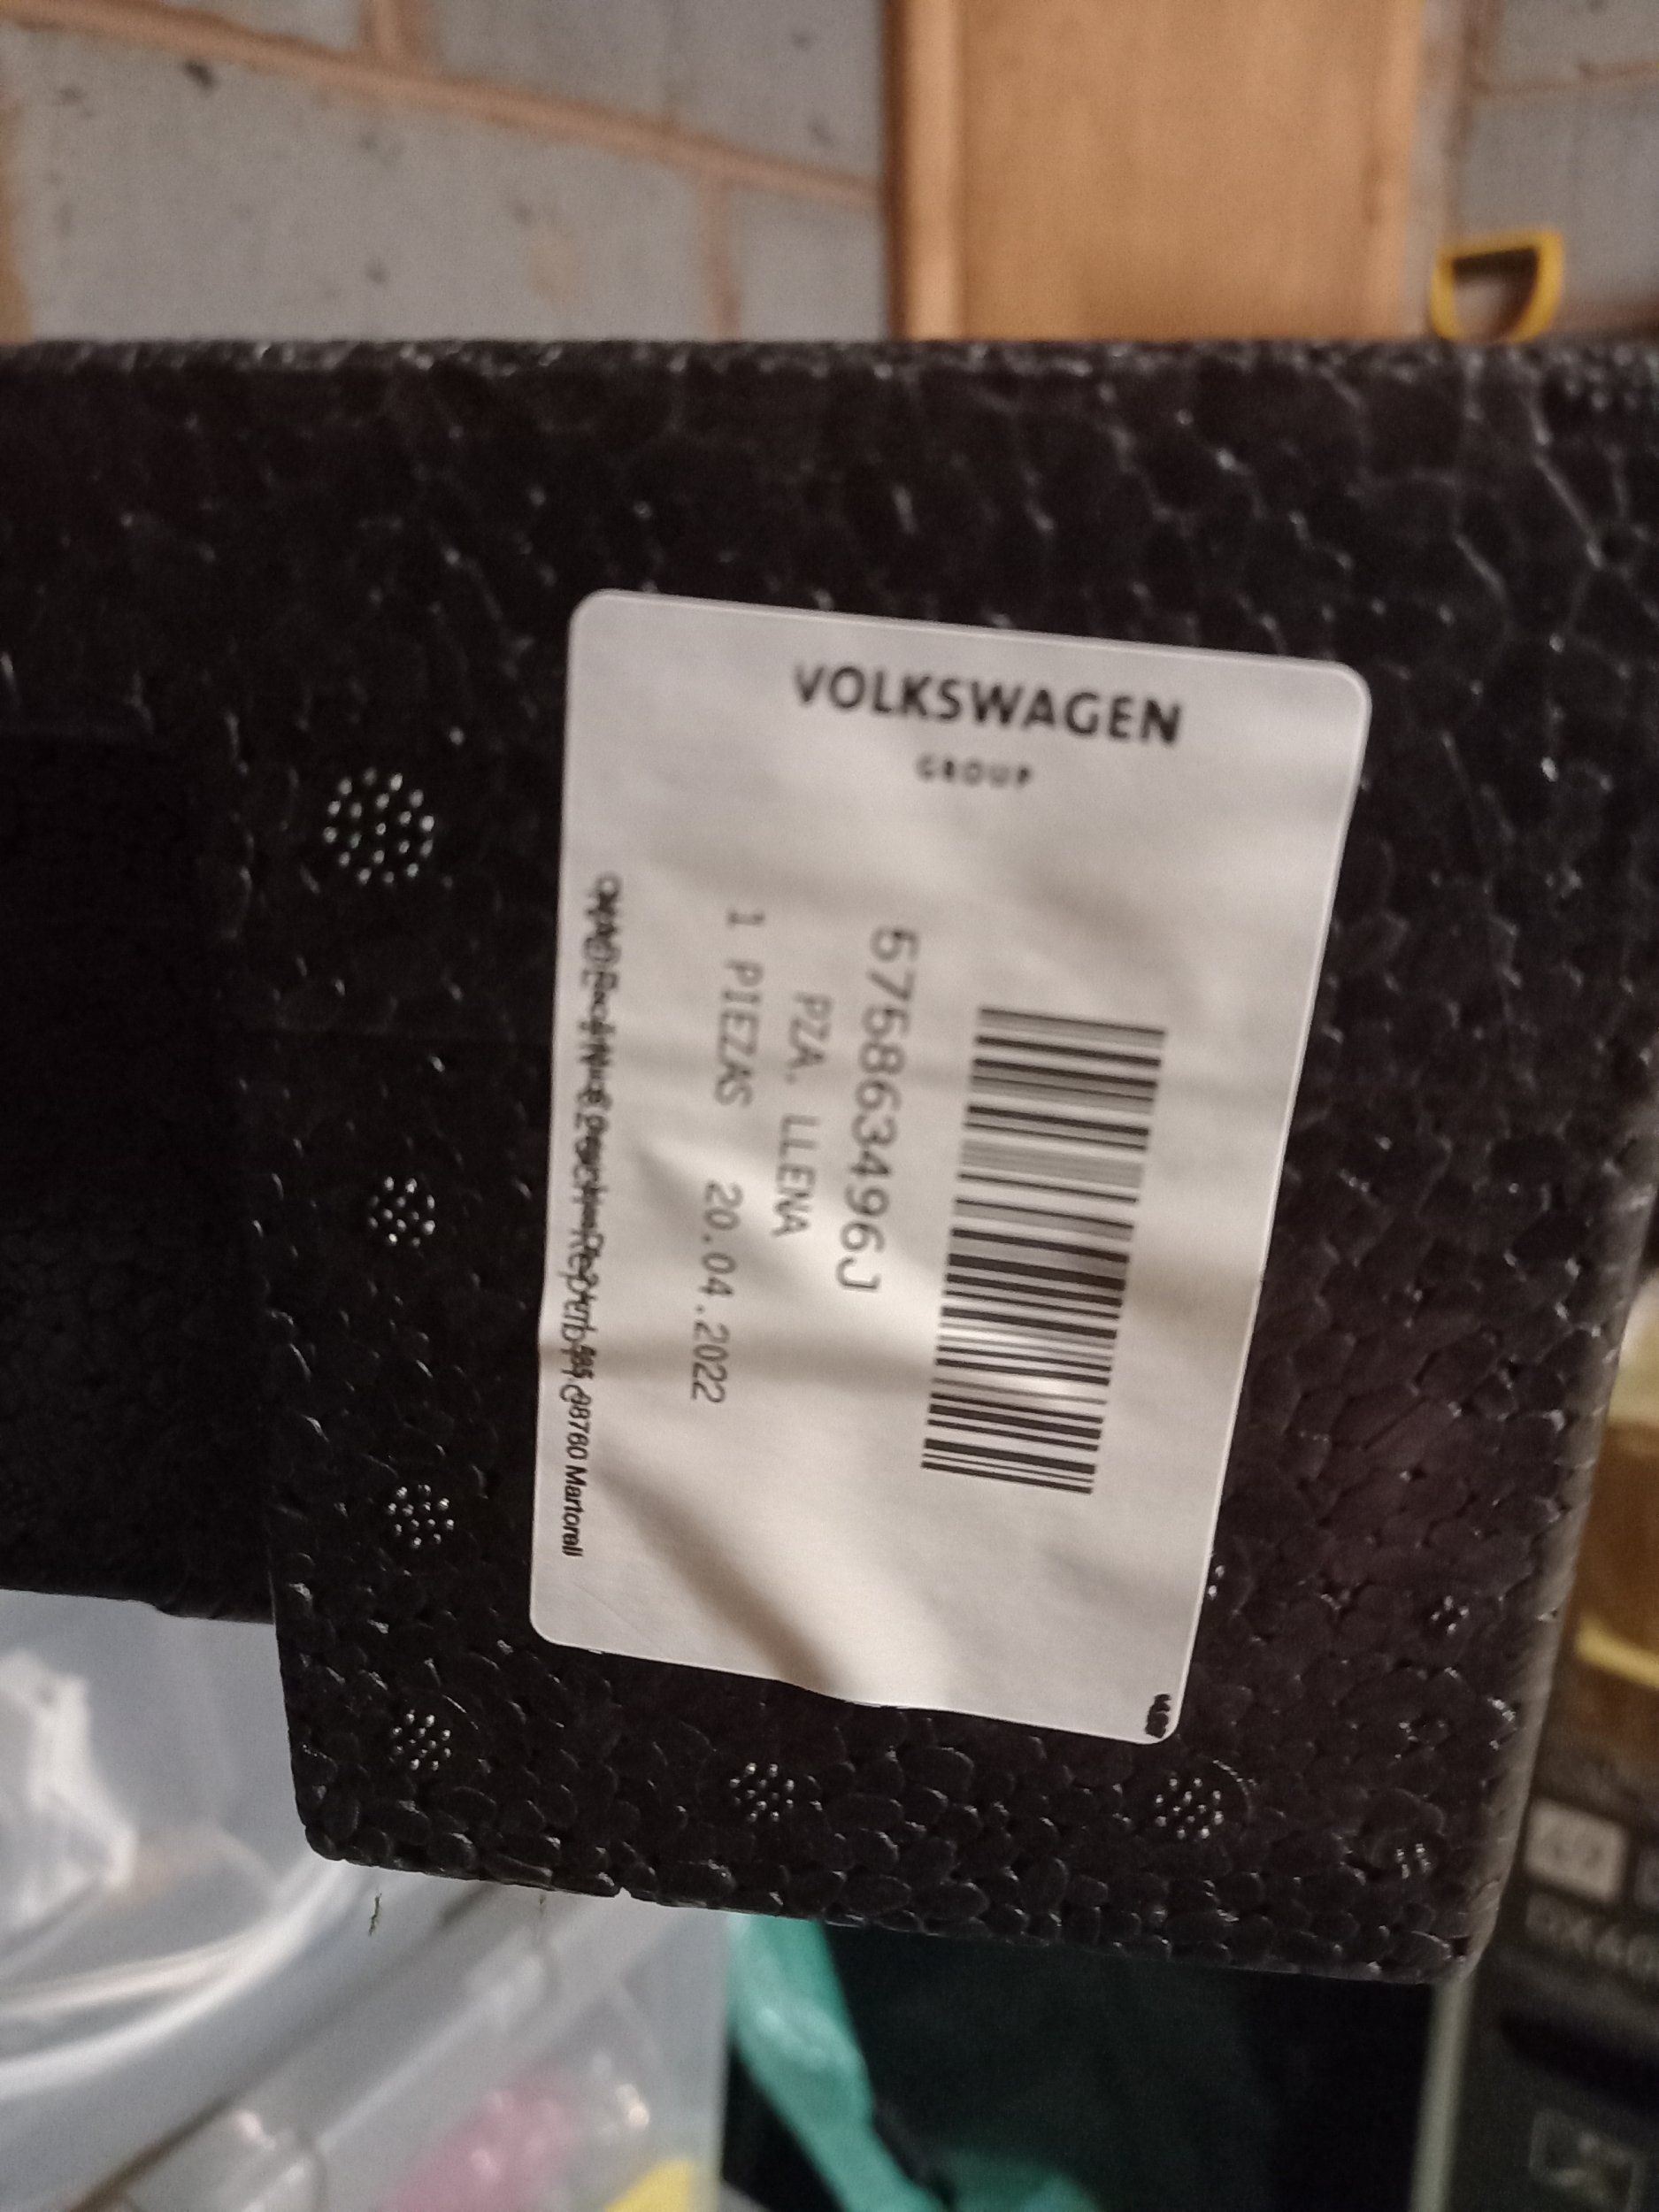 VOLKSWAGEN
GROUP
575863496J
PZA. LLENA
1 PIEZAS 20.04.2022
08760 Martorell